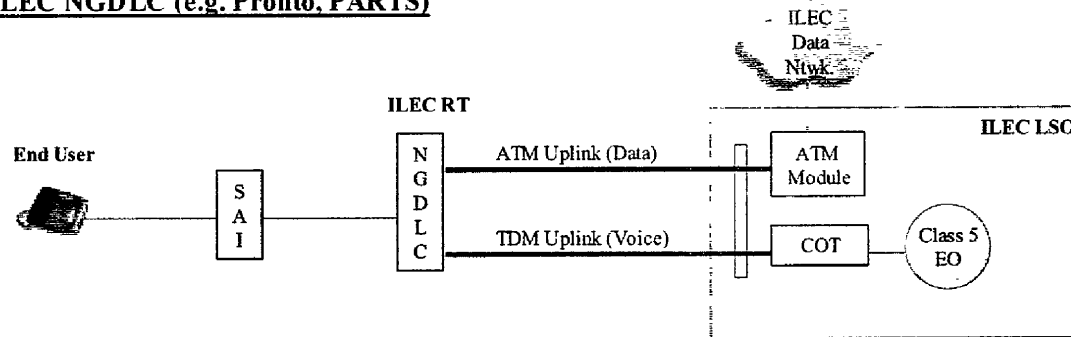 ILEC NGDLC (e.g. Pronto, PARTS)
ILEC
Data
Ntwk.
ILEC RT
ILEC LSO
End User
S
A
I
N
G
D
L
C
ATM Uplink (Data)
ATM
Module
TDM Uplink (Voice)
COT
Class 5
EO